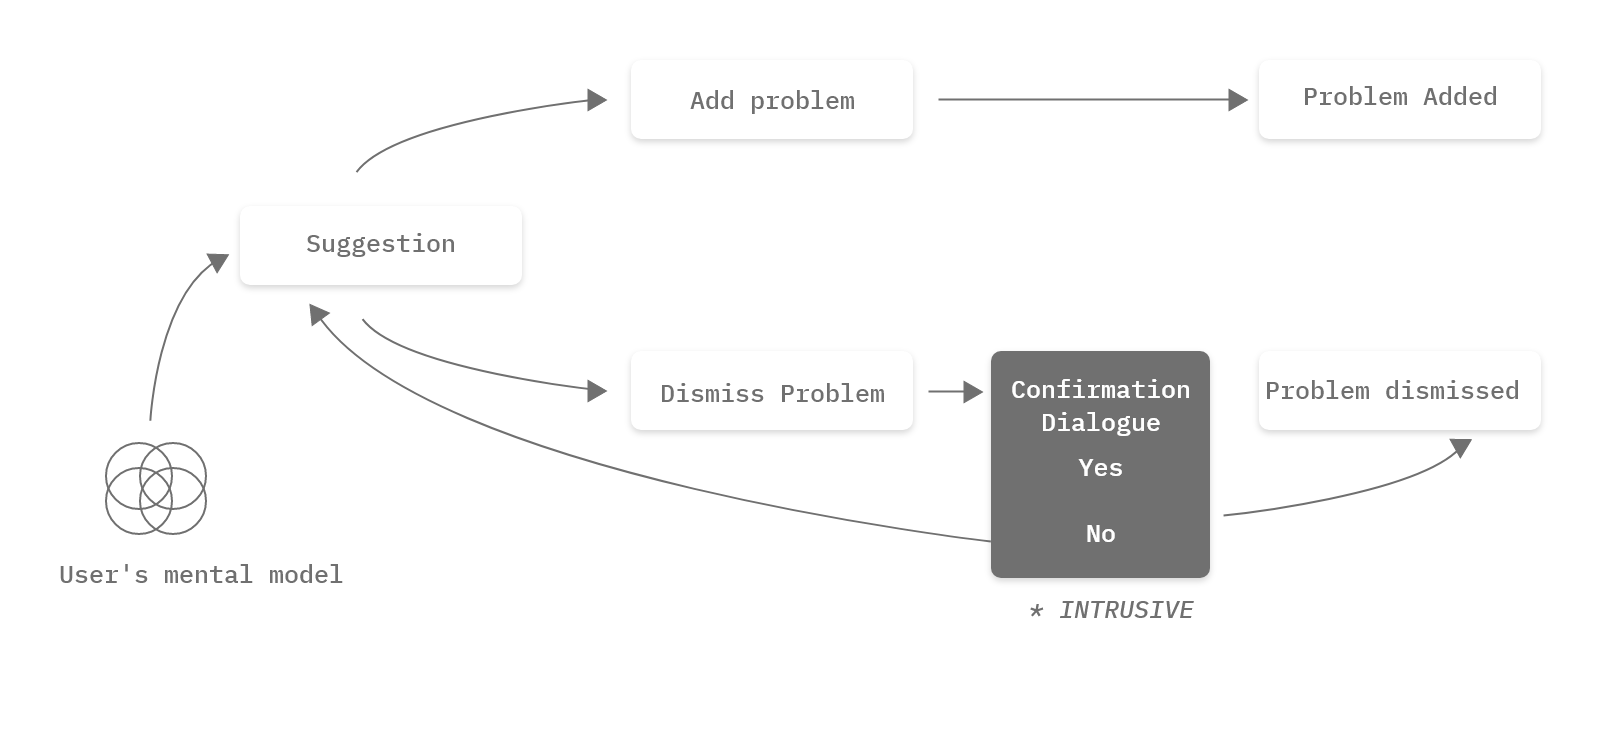 Add problem
Problem Added
Suggestion
Dismiss Problem
Confirmation
Dialogue
Yes
No
Problem dismissed
User's mental model
* INTRUSIVE